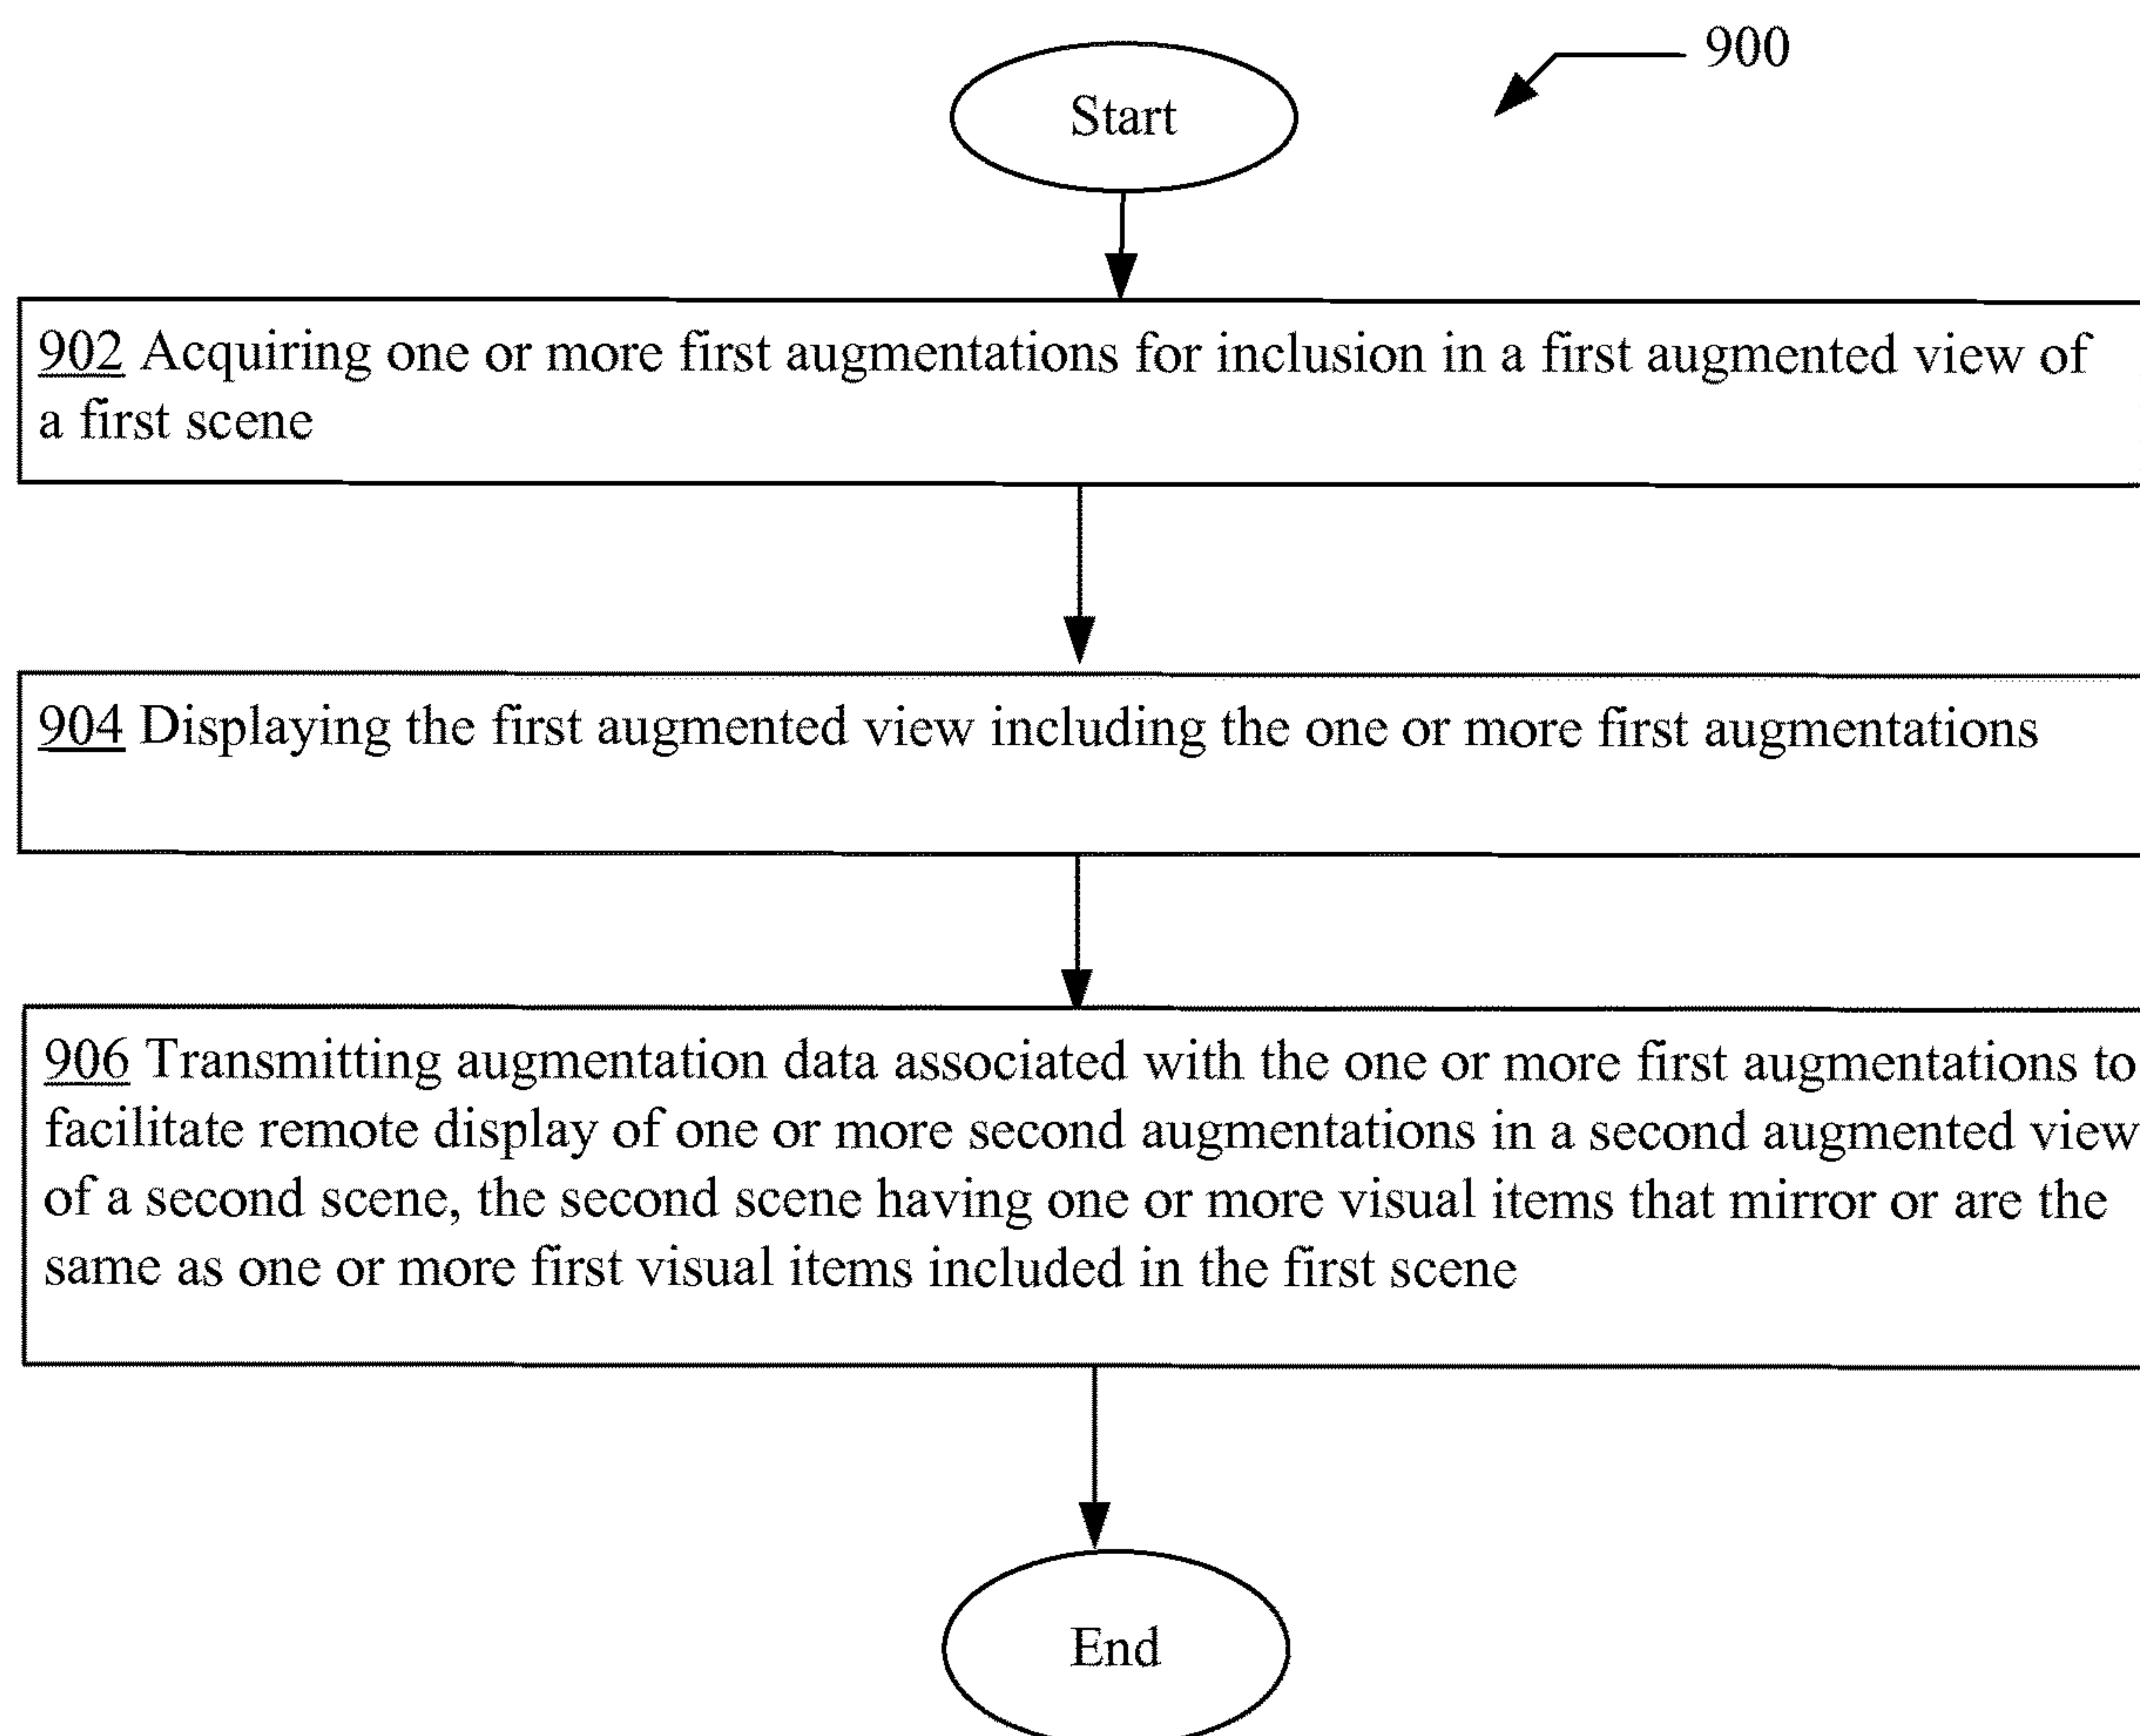 900
Start
902 Acquiring one or more first augmentations for inclusion in a first augmented view of
a first scene
904 Displaying the first augmented view including the one or more first augmentations
906 Transmitting augmentation data associated with the one or more first augmentations to
facilitate remote display of one or more second augmentations in a second augmented view
of a second scene, the second scene having one or more visual items that mirror or are the
same as one or more first visual items included in the first scene
End